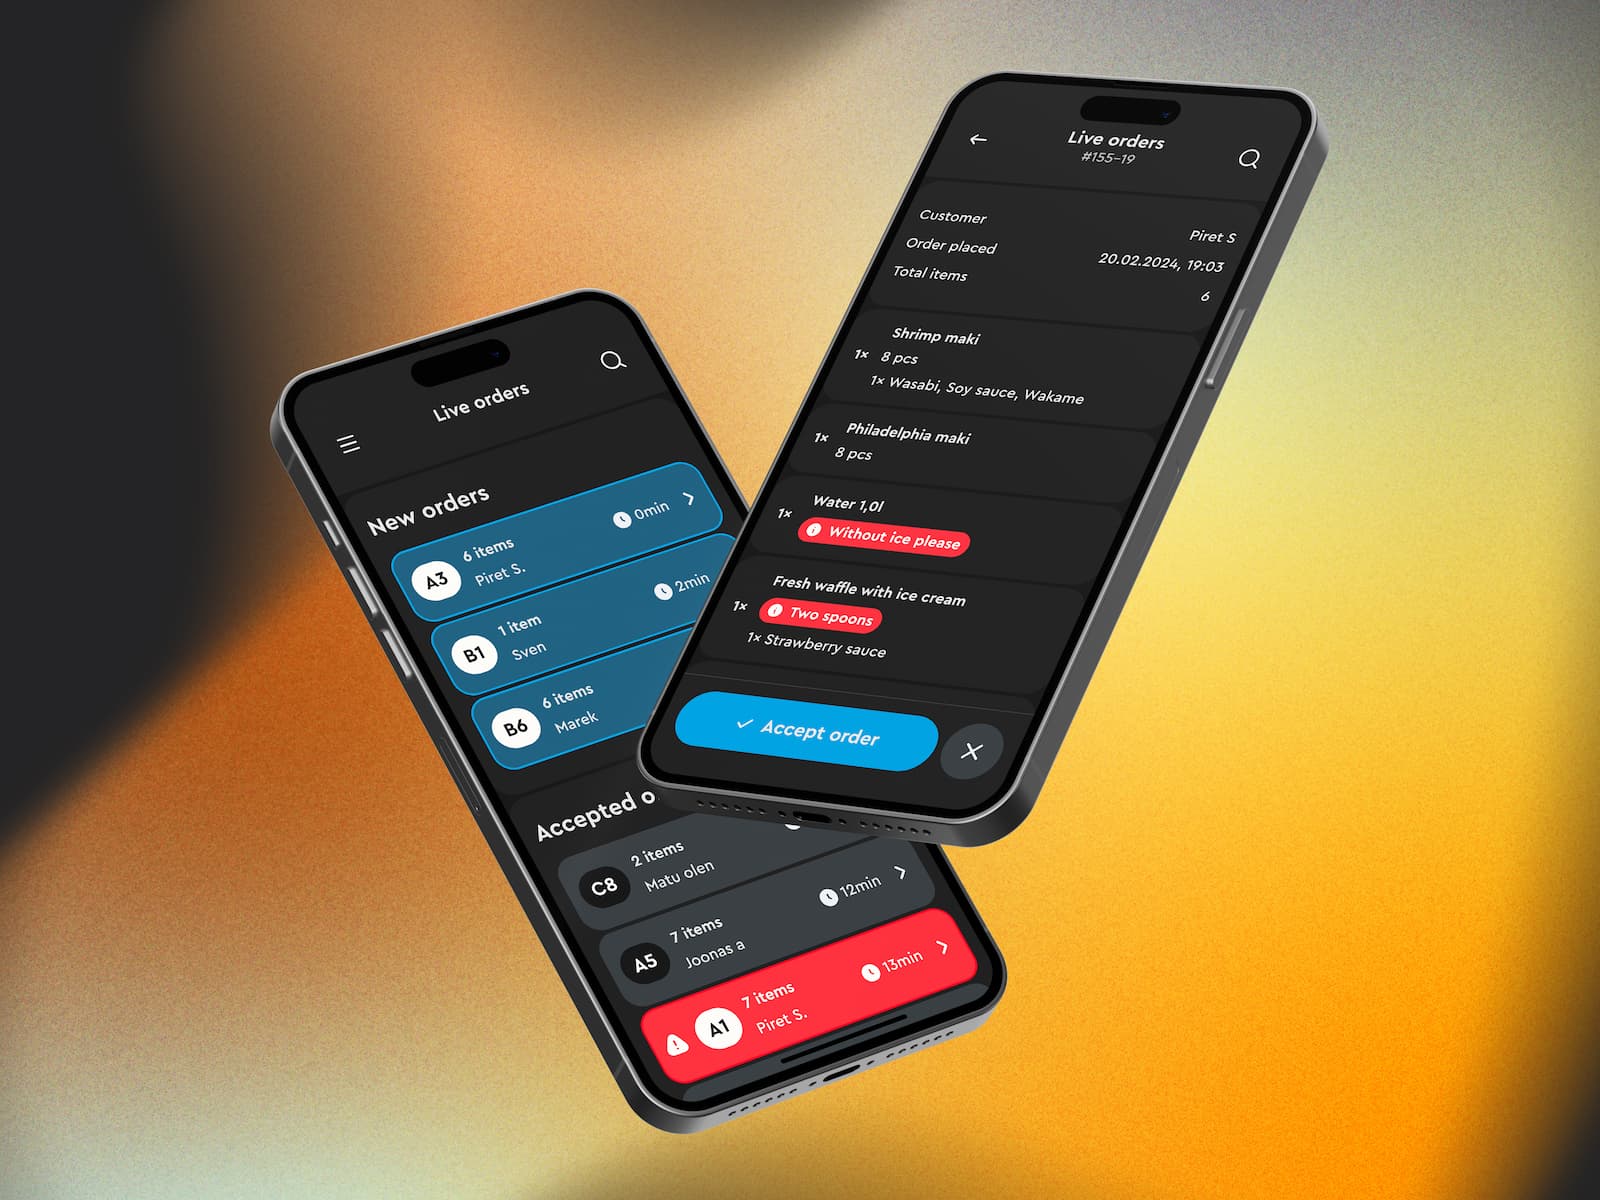 Live orders
New orders
A3
6 items
Piret S.
0min
B1
1 item
Sven
2min
B6
6 items
Marek
Accepted o
C8
2 items
Matu olen
A5
7 items
Joonas a
12min
A1
7 items
Piret S.
13min
Live orders
#155-19
Customer
Piret S
Order placed
20.02.2024, 19:03
Total items
6
Shrimp maki
1×
8 pcs
1× Wasabi, Soy sauce, Wakame
Philadelphia maki
1×
8 pcs
Water 1,0l
1×
Without ice please
Fresh waffle with ice cream
1×
Two spoons
1× Strawberry sauce
Accept order